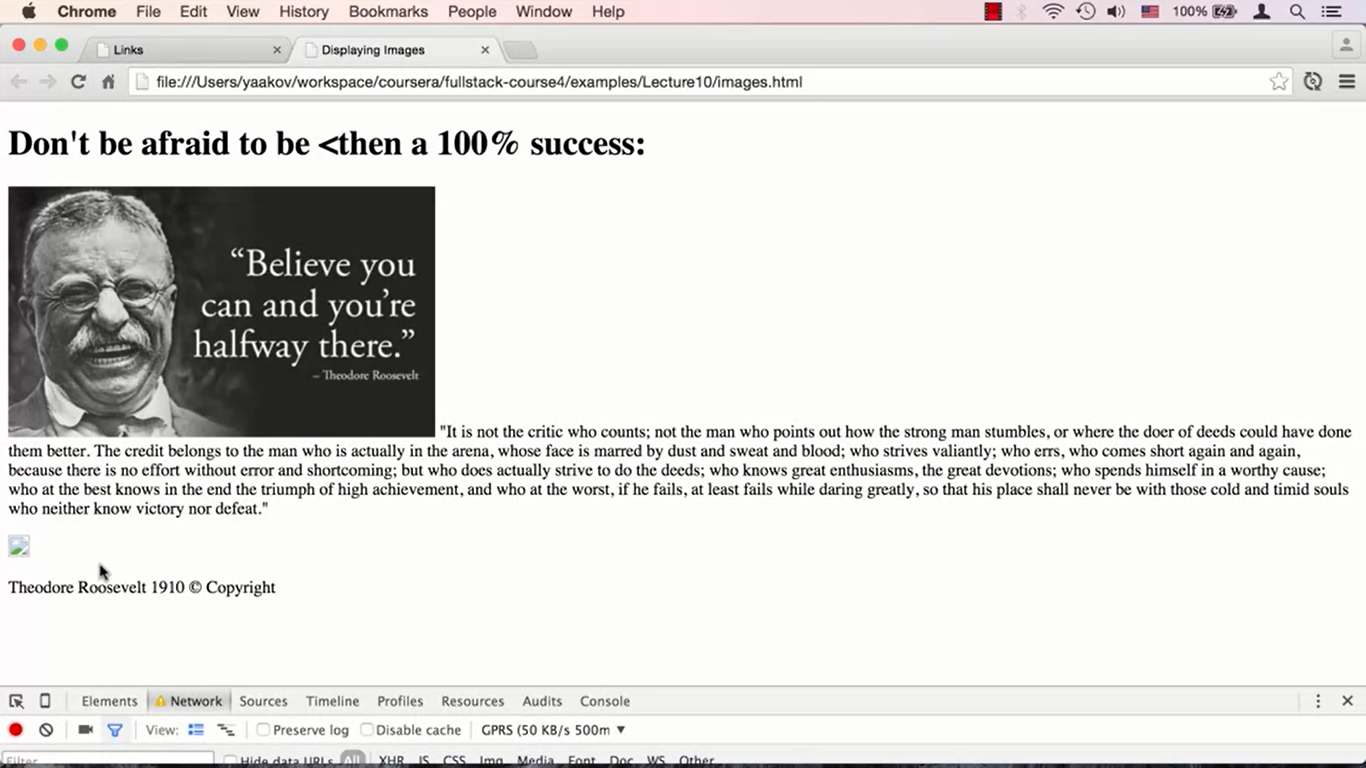 Chrome File Edit View History Bookmarks People Window Help 100%
Links Displaying Images
file:///Users/yaakov/workspace/coursera/fullstack-course4/examples/Lecture10/images.html
Don't be afraid to be <then a 100% success:
“Believe you
can and you’re
halfway there.”
– Theodore Roosevelt
"It is not the critic who counts; not the man who points out how the strong man stumbles, or where the doer of deeds could have done
them better. The credit belongs to the man who is actually in the arena, whose face is marred by dust and sweat and blood; who strives valiantly; who errs, who comes short again and again,
because there is no effort without error and shortcoming; but who does actually strive to do the deeds; who knows great enthusiasms, the great devotions; who spends himself in a worthy cause;
who at the best knows in the end the triumph of high achievement, and who at the worst, if he fails, at least fails while daring greatly, so that his place shall never be with those cold and timid souls
who neither know victory nor defeat."
Theodore Roosevelt 1910 © Copyright
Elements Network Sources Timeline Profiles Resources Audits Console
View: Preserve log Disable cache GPRS (50 KB/s 500m
Filter Hide data URLs All XHR JS CSS Img Media Font Doc WS Other